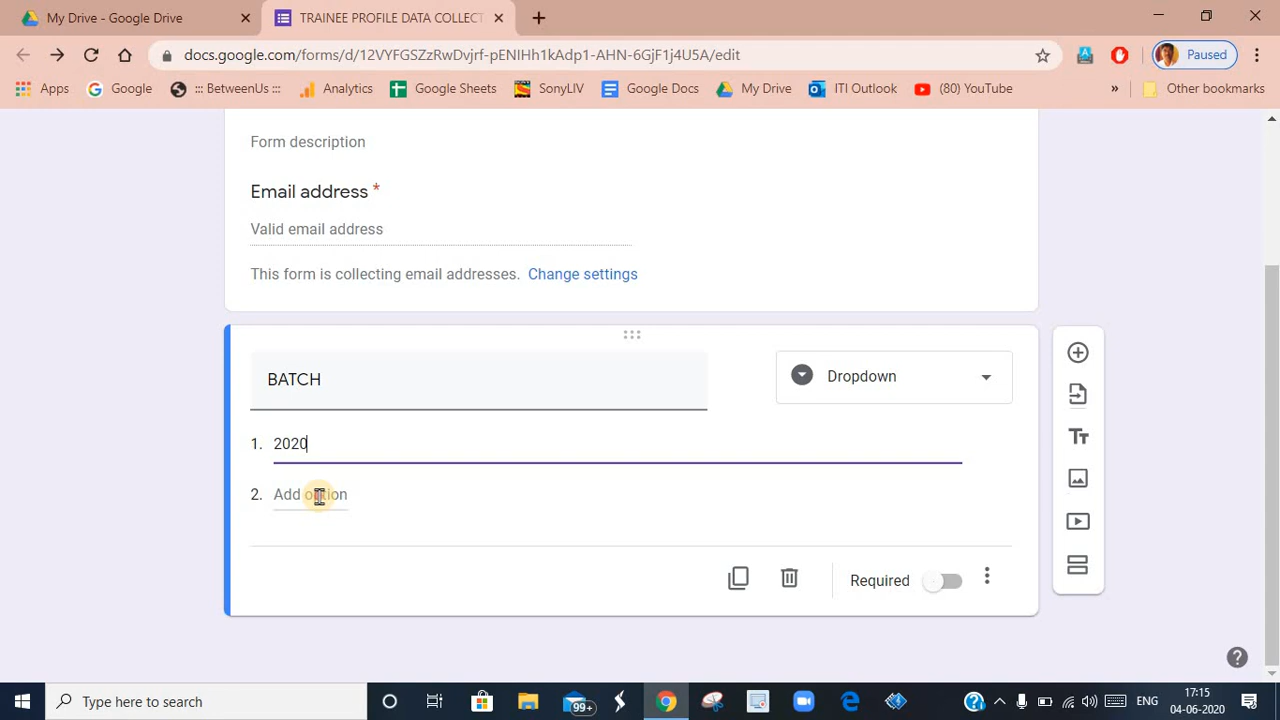 My Drive - Google Drive
TRAINEE PROFILE DATA COLLECT
Paused
docs.google.com/forms/d/12VYFGSZzRwDvjrf-pENIHh1kAdp1-AHN-6GjF1j4U5A/edit
Apps
Google
::: BetweenUs :::
Analytics
Google Sheets
SonyLIV
Google Docs
My Drive
ITI Outlook
(80) YouTube
»
Other bookmarks
Form description
Email address *
Valid email address
This form is collecting email addresses. Change settings
BATCH
Dropdown
1. 2020
2. Add option
Required
Type here to search
99+
ENG
17:15
04-06-2020